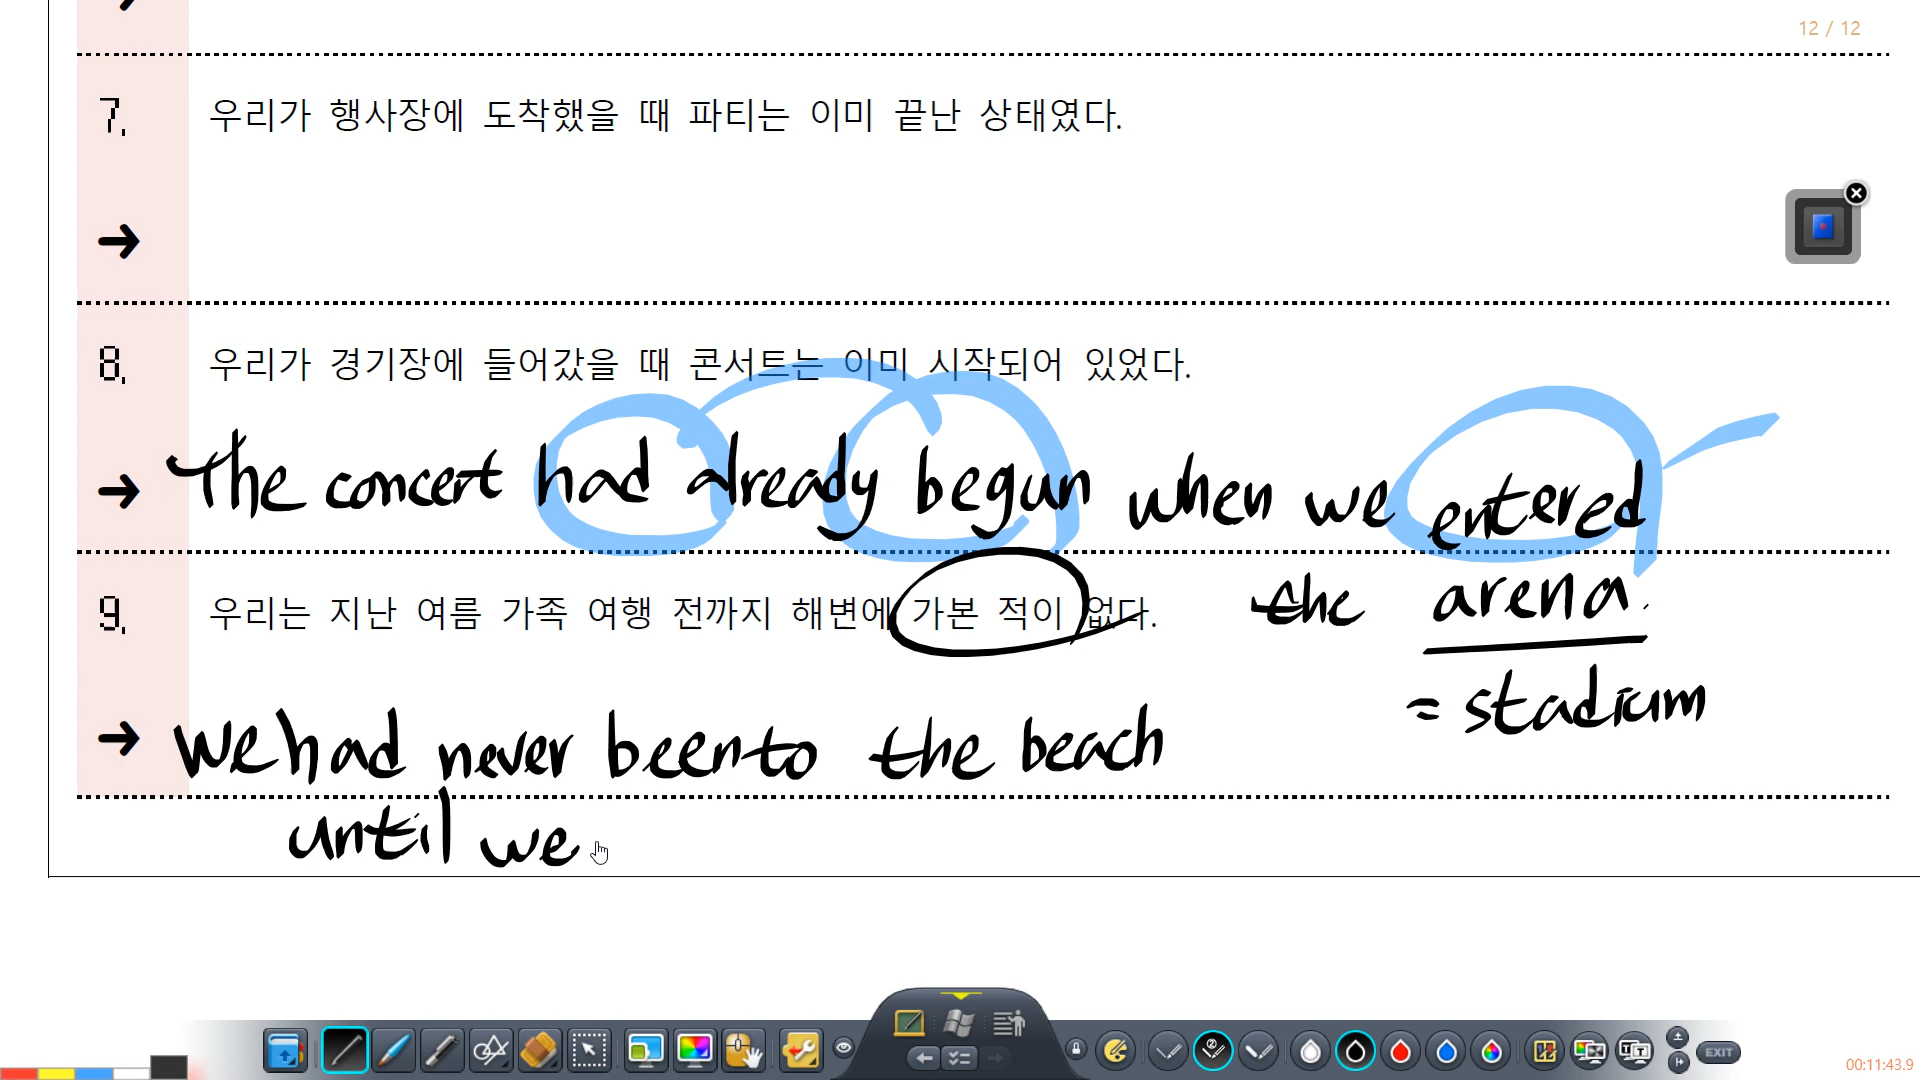 12 / 12
7. 우리가 행사장에 도착했을 때 파티는 이미 끝난 상태였다.
→
8. 우리가 경기장에 들어갔을 때 콘서트는 이미 시작되어 있었다.
→ The concert had already begun when we entered
the arena.
= stadium
9. 우리는 지난 여름 가족 여행 전까지 해변에 가본 적이 없다.
→ We had never been to the beach
until we
EXIT
00:11:43.9